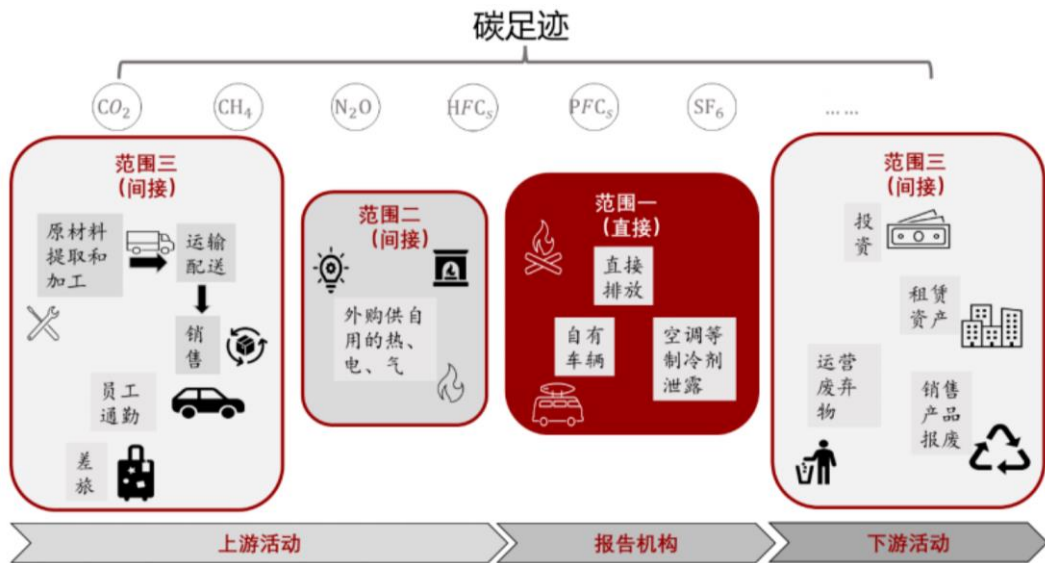 碳足迹
CO₂
CH₄
N₂O
HFCₛ
PFCₛ
SF₆
……
范围三
(间接)
原材料
提取和
加工
运输
配送
销
售
员工
通勤
差
旅
范围二
(间接)
外购供自
用的热、
电、气
范围一
(直接)
直接
排放
自有
车辆
空调等
制冷剂
泄露
范围三
(间接)
投
资
租赁
资产
运营
废弃
物
销售
产品
报废
上游活动
报告机构
下游活动